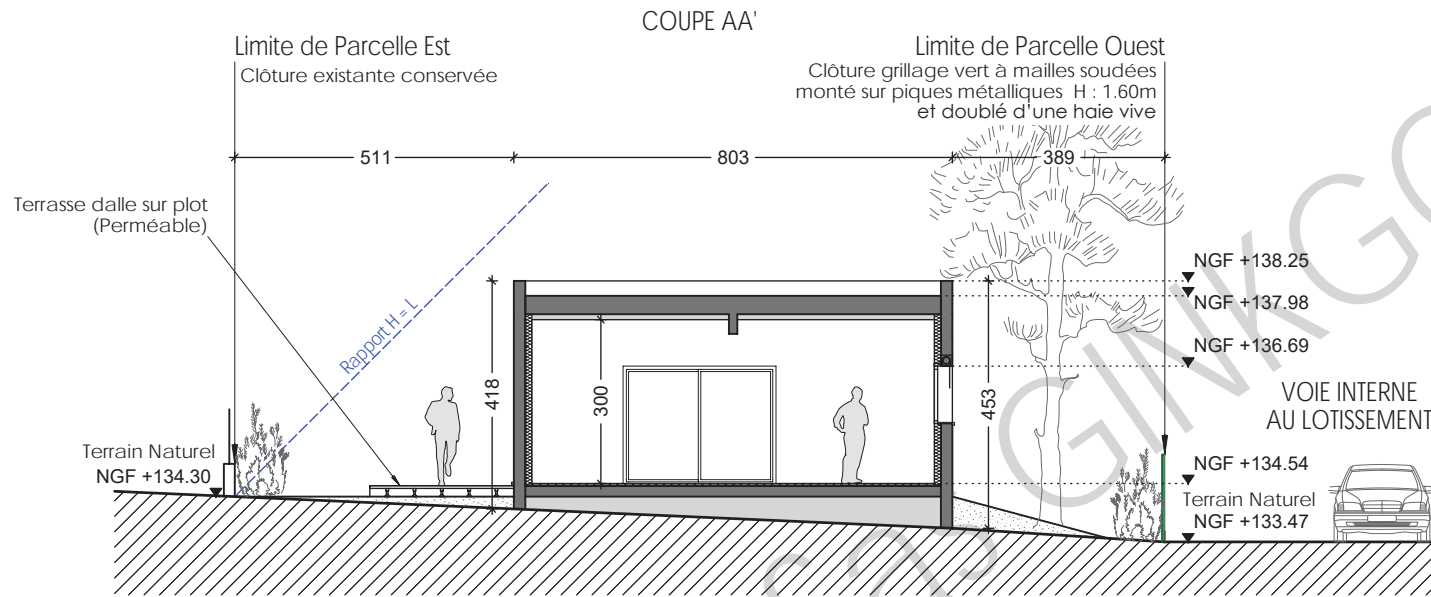 COUPE AA'
Limite de Parcelle Est
Clôture existante conservée
Limite de Parcelle Ouest
Clôture grillage vert à mailles soudées
monté sur piques métalliques H : 1.60m
et doublé d'une haie vive
511
803
389
Terrasse dalle sur plot
(Perméable)
Rapport H = L
NGF +138.25
NGF +137.98
NGF +136.69
418
300
453
VOIE INTERNE
AU LOTISSEMENT
Terrain Naturel
NGF +134.30
NGF +134.54
Terrain Naturel
NGF +133.47
sas GINKGO